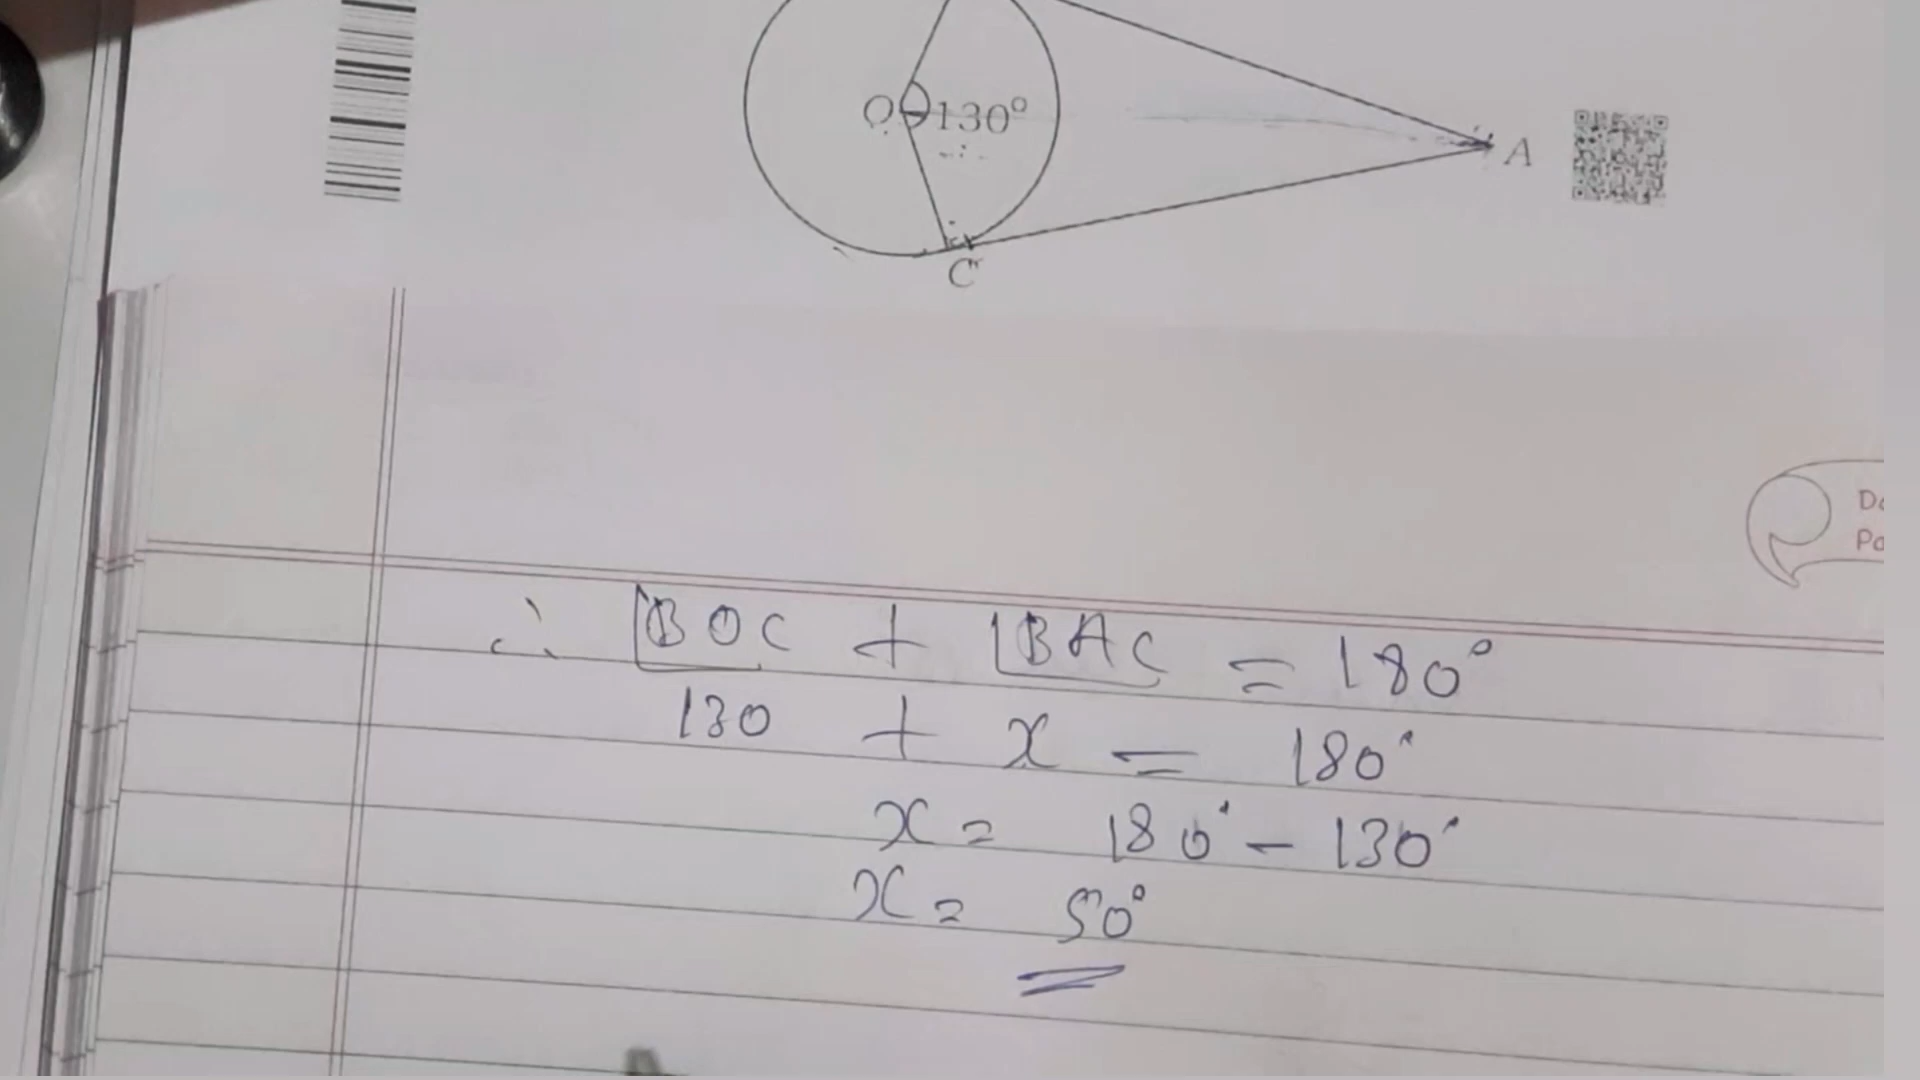 O 130°
A
C
∴ ∠BOC + ∠BAC = 180°
130 + x = 180°
x = 180° - 130°
x = 50°